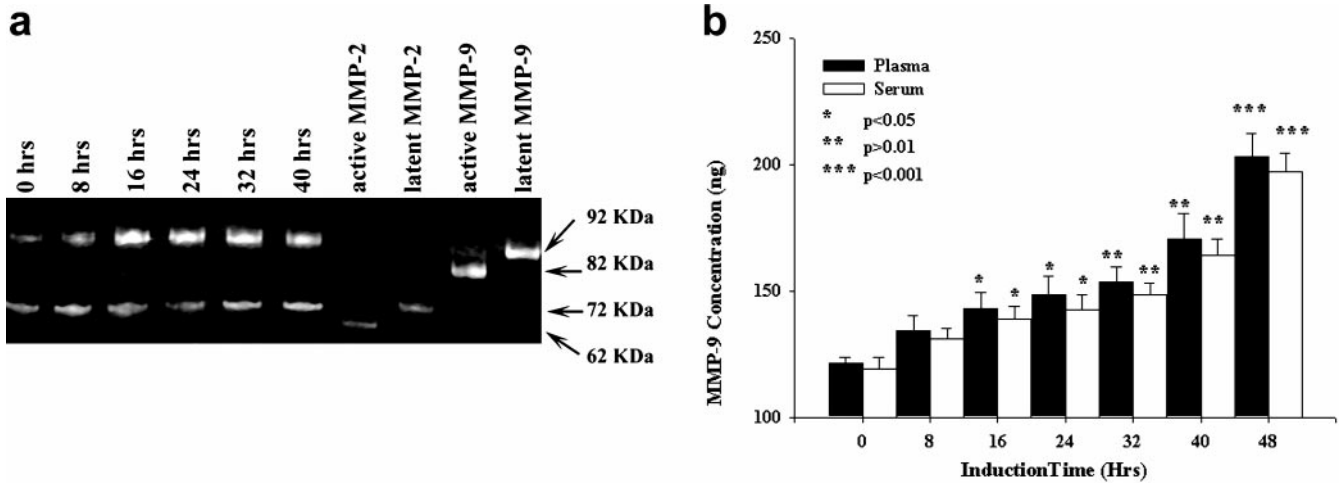 a
0 hrs
8 hrs
16 hrs
24 hrs
32 hrs
40 hrs
active MMP-2
latent MMP-2
active MMP-9
latent MMP-9
92 KDa
82 KDa
72 KDa
62 KDa
b
MMP-9 Concentration (ng
250
200
150
100
Plasma
Serum
* p<0.05
** p>0.01
*** p<0.001
* * * * ** ** ** ** *** ***
0 8 16 24 32 40 48
InductionTime (Hrs)